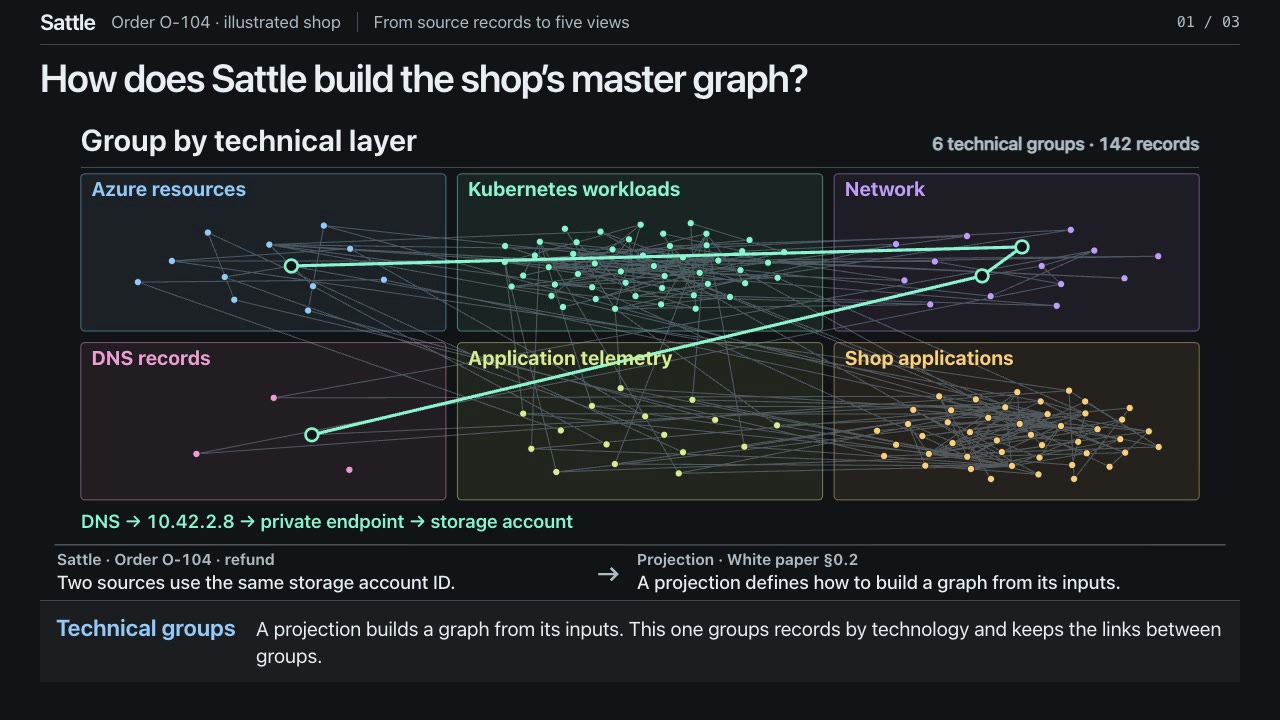 Sattle Order O-104 · illustrated shop From source records to five views 01 / 03
How does Sattle build the shop's master graph?
Group by technical layer 6 technical groups · 142 records
Azure resources Kubernetes workloads Network
DNS records Application telemetry Shop applications
DNS → 10.42.2.8 → private endpoint → storage account
Sattle · Order O-104 · refund
Two sources use the same storage account ID.
→
Projection · White paper §0.2
A projection defines how to build a graph from its inputs.
Technical groups A projection builds a graph from its inputs. This one groups records by technology and keeps the links between
groups.